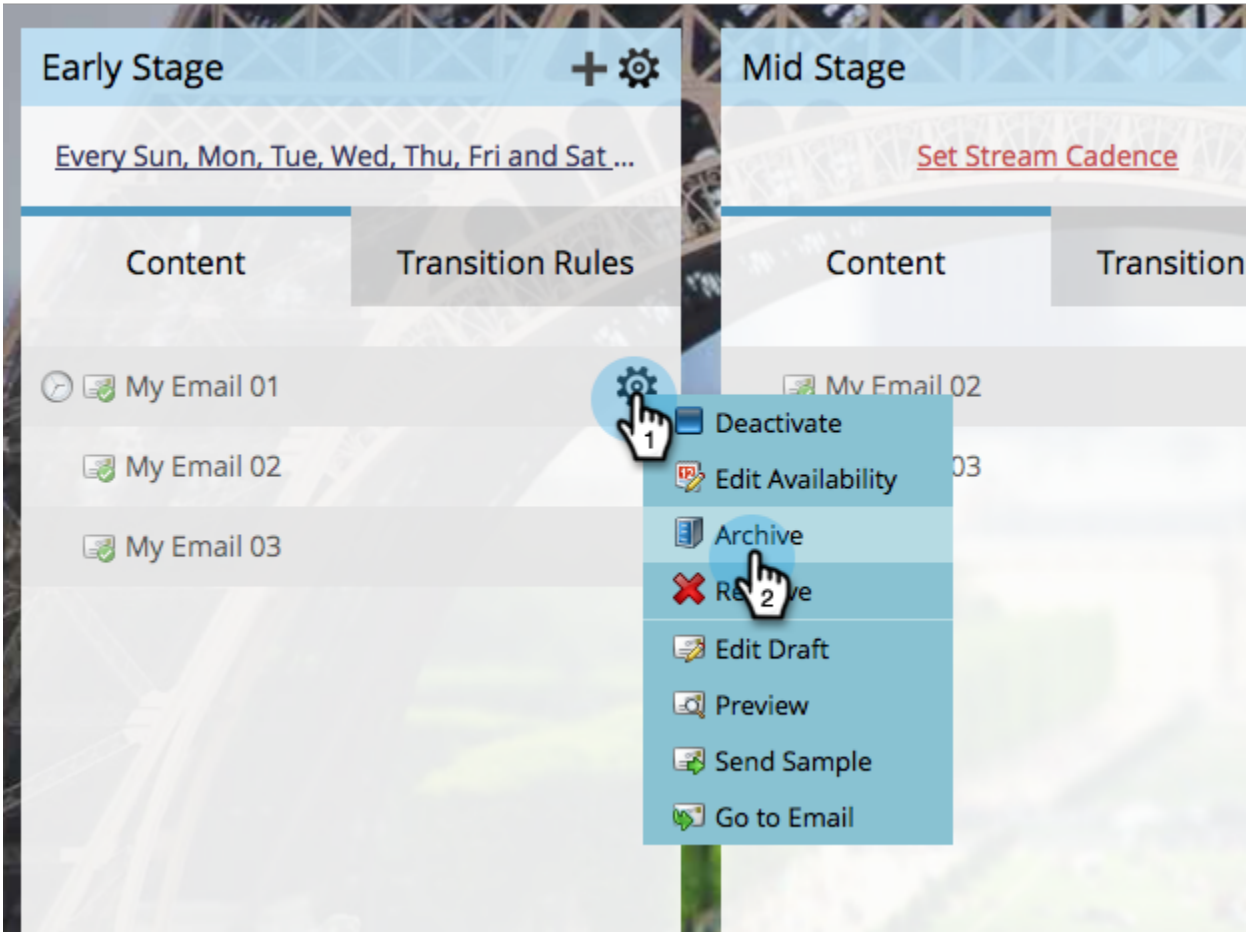 Early Stage
Mid Stage
Every Sun, Mon, Tue, Wed, Thu, Fri and Sat ...
Set Stream Cadence
Content
Transition Rules
Content
Transition
My Email 01
My Email 02
My Email 02
My Email 03
03
1
Deactivate
Edit Availability
Archive
2
Edit Draft
Preview
Send Sample
Go to Email